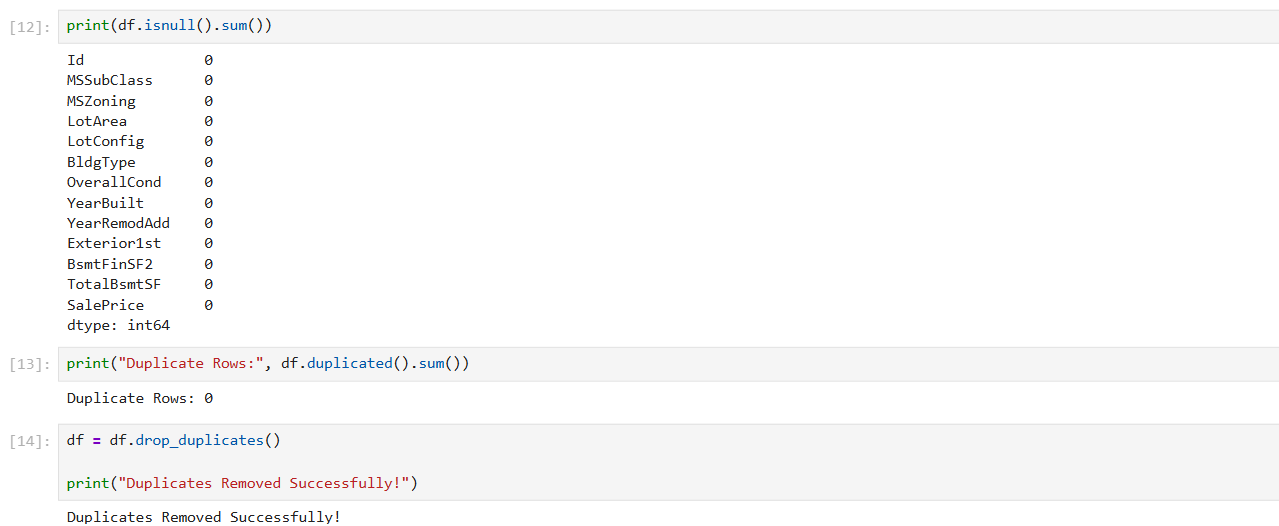 [12]: print(df.isnull().sum())
Id 0
MSSubClass 0
MSZoning 0
LotArea 0
LotConfig 0
BldgType 0
OverallCond 0
YearBuilt 0
YearRemodAdd 0
Exterior1st 0
BsmtFinSF2 0
TotalBsmtSF 0
SalePrice 0
dtype: int64
[13]: print("Duplicate Rows:", df.duplicated().sum())
Duplicate Rows: 0
[14]: df = df.drop_duplicates()
print("Duplicates Removed Successfully!")
Duplicates Removed Successfully!